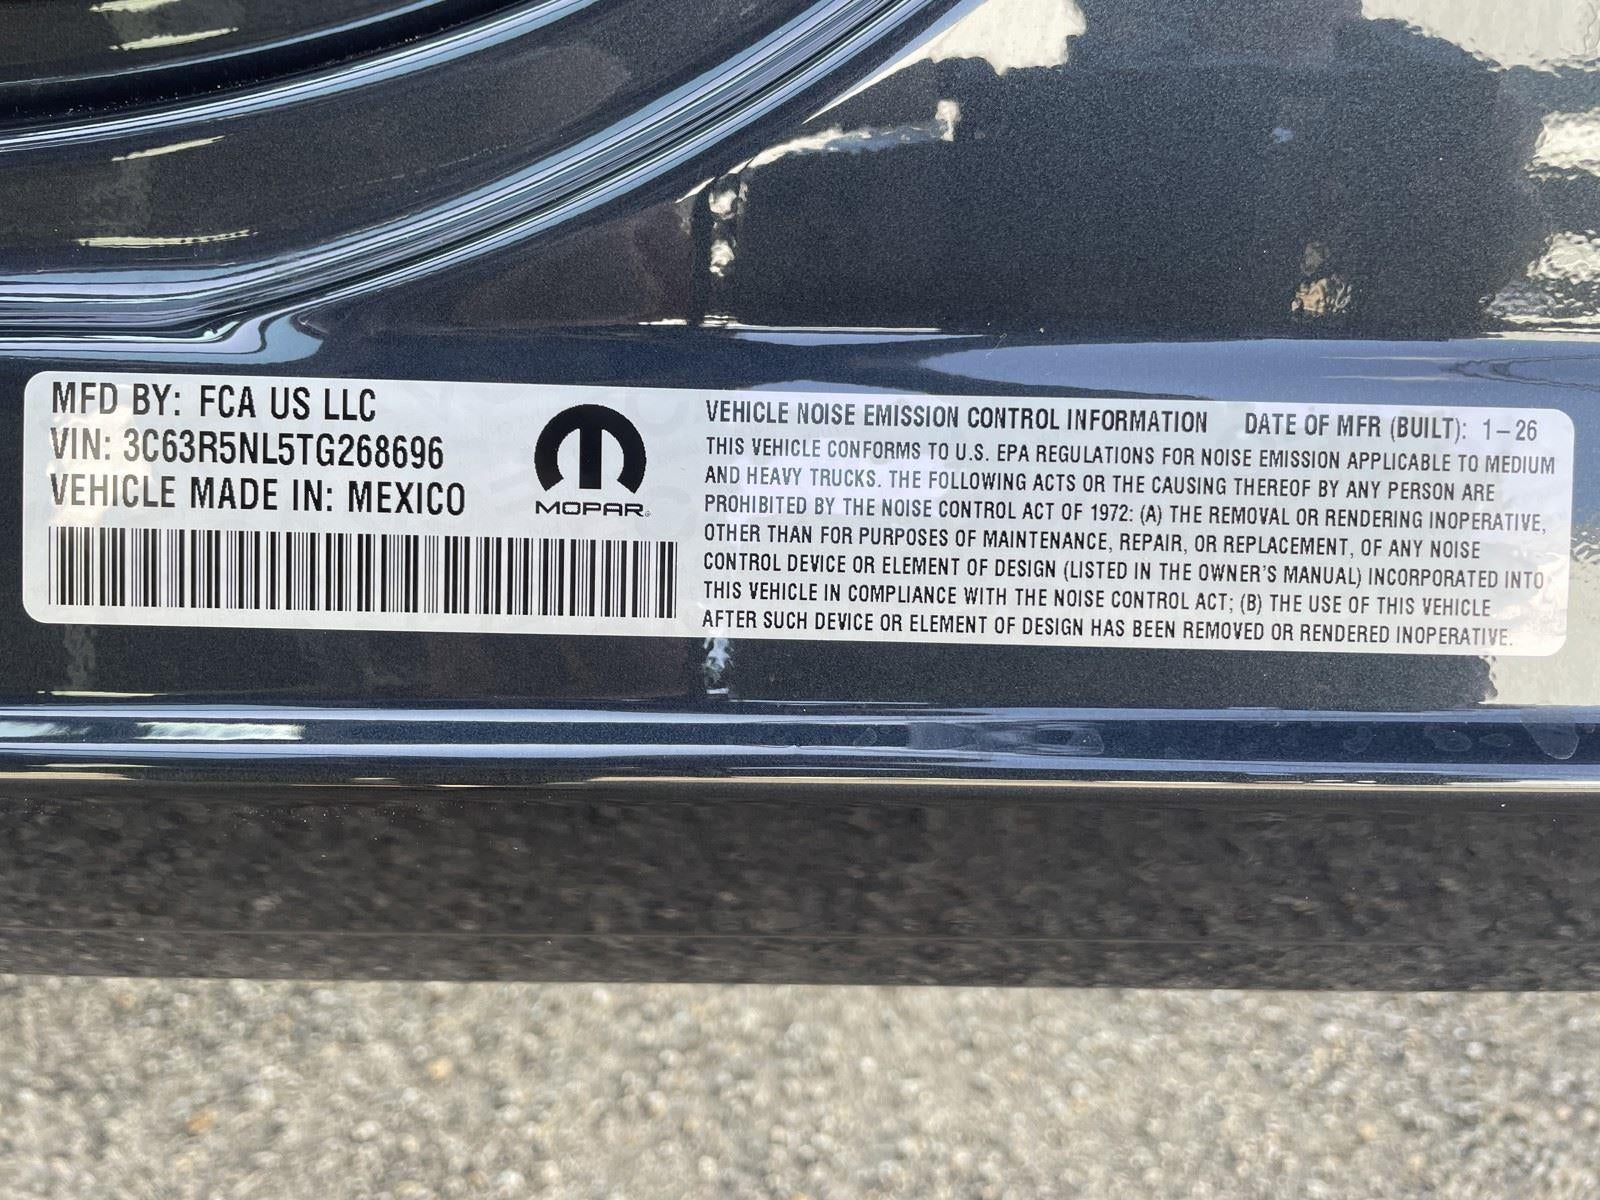 MFD BY: FCA US LLC
VIN: 3C63R5NL5TG268696
VEHICLE MADE IN: MEXICO
MOPAR®
VEHICLE NOISE EMISSION CONTROL INFORMATION DATE OF MFR (BUILT): 1-26
THIS VEHICLE CONFORMS TO U.S. EPA REGULATIONS FOR NOISE EMISSION APPLICABLE TO MEDIUM
AND HEAVY TRUCKS. THE FOLLOWING ACTS OR THE CAUSING THEREOF BY ANY PERSON ARE
PROHIBITED BY THE NOISE CONTROL ACT OF 1972: (A) THE REMOVAL OR RENDERING INOPERATIVE,
OTHER THAN FOR PURPOSES OF MAINTENANCE, REPAIR, OR REPLACEMENT, OF ANY NOISE
CONTROL DEVICE OR ELEMENT OF DESIGN (LISTED IN THE OWNER'S MANUAL) INCORPORATED INTO
THIS VEHICLE IN COMPLIANCE WITH THE NOISE CONTROL ACT; (B) THE USE OF THIS VEHICLE
AFTER SUCH DEVICE OR ELEMENT OF DESIGN HAS BEEN REMOVED OR RENDERED INOPERATIVE.